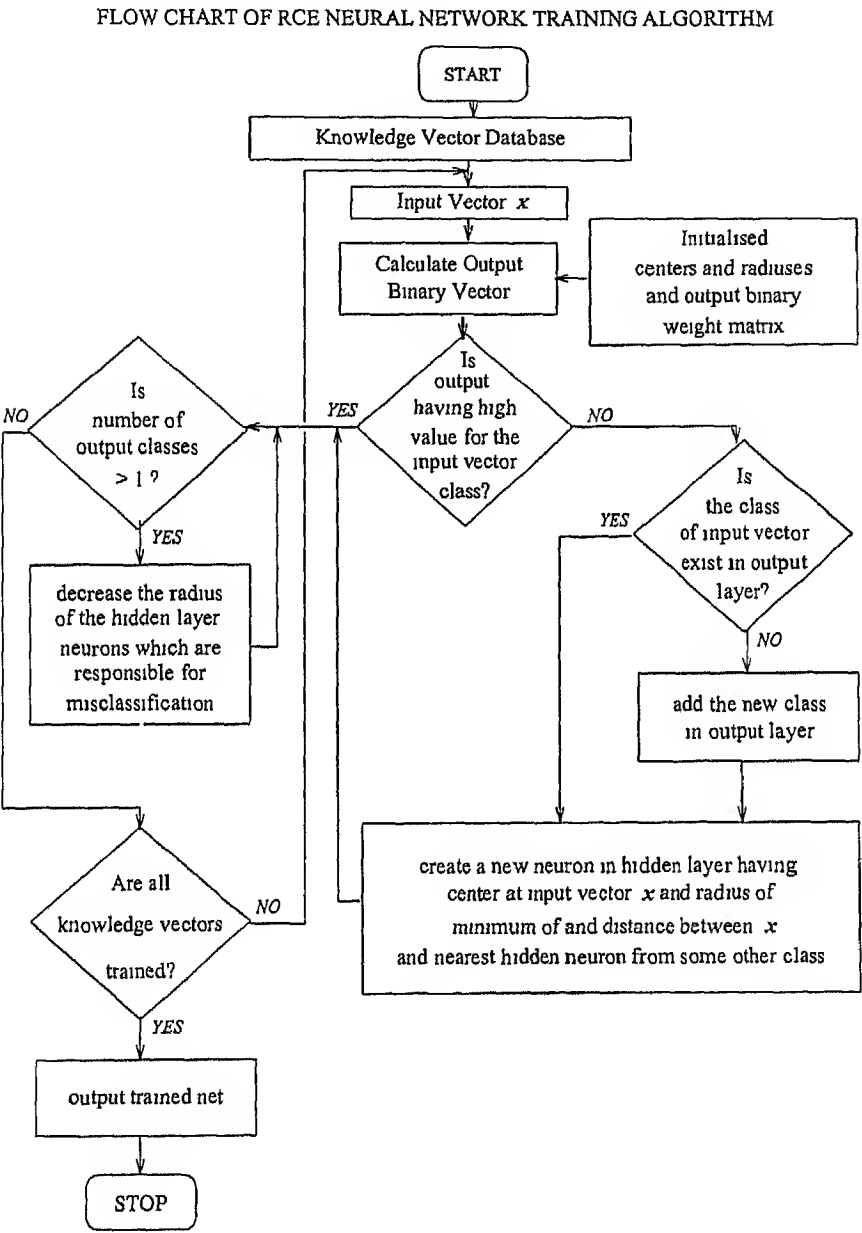 FLOW CHART OF RCE NEURAL NETWORK TRAINING ALGORITHM
START
Knowledge Vector Database
Input Vector x
Calculate Output
Binary Vector
Initialised
centers and radiuses
and output binary
weight matrix
Is
output
having high
value for the
input vector
class?
YES
NO
Is
number of
output classes
> 1 ?
NO
YES
decrease the radius
of the hidden layer
neurons which are
responsible for
misclassification
Is
the class
of input vector
exist in output
layer?
YES
NO
add the new class
in output layer
create a new neuron in hidden layer having
center at input vector x and radius of
minimum of and distance between x
and nearest hidden neuron from some other class
Are all
knowledge vectors
trained?
NO
YES
output trained net
STOP